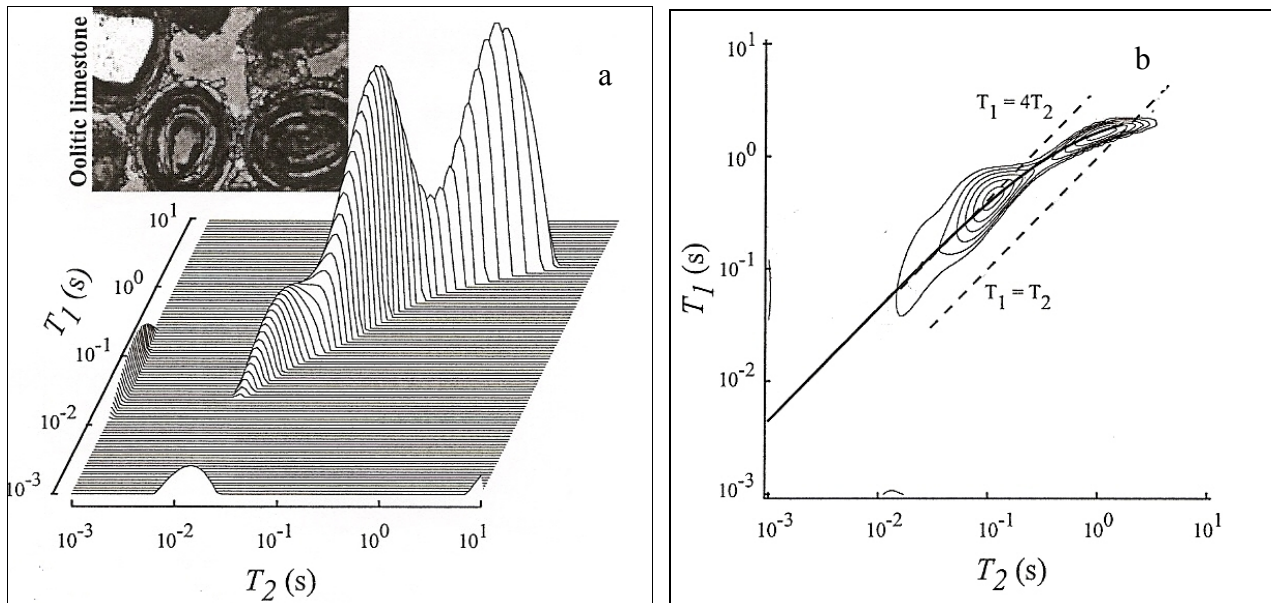 Oolitic limestone
a
10^1
10^0
10^-1
10^-2
10^-3
T_1 (s)
10^-3 10^-2 10^-1 10^0 10^1
T_2 (s)
b
10^1
10^0
10^-1
10^-2
10^-3
T_1 (s)
T_1 = 4T_2
T_1 = T_2
10^-3 10^-2 10^-1 10^0 10^1
T_2 (s)